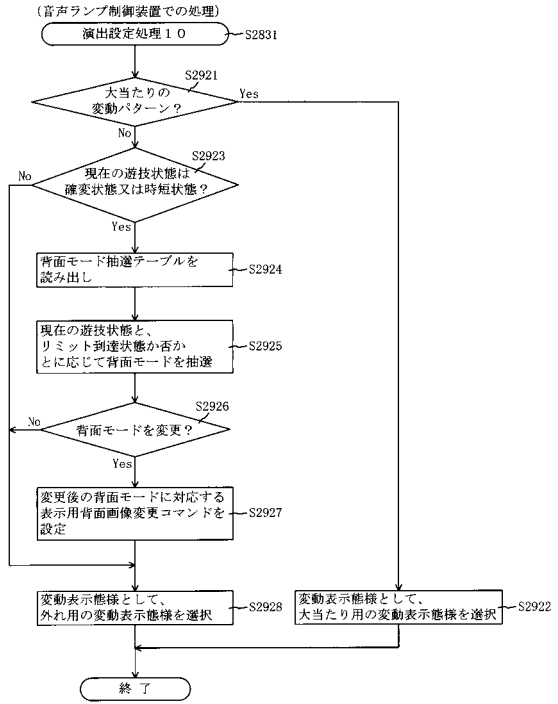 (音声ランプ制御装置での処理)
演出設定処理10
S2831
S2921
大当たりの
変動パターン?
Yes
No
S2923
現在の遊技状態は
確変状態又は時短状態?
No
Yes
背面モード抽選テーブルを
読み出し
S2924
現在の遊技状態と、
リミット到達状態か否か
とに応じて背面モードを抽選
S2925
S2926
背面モードを変更?
No
Yes
変更後の背面モードに対応する
表示用背面画像変更コマンドを
設定
S2927
変動表示態様として、
外れ用の変動表示態様を選択
S2928
変動表示態様として、
大当たり用の変動表示態様を選択
S2922
終了